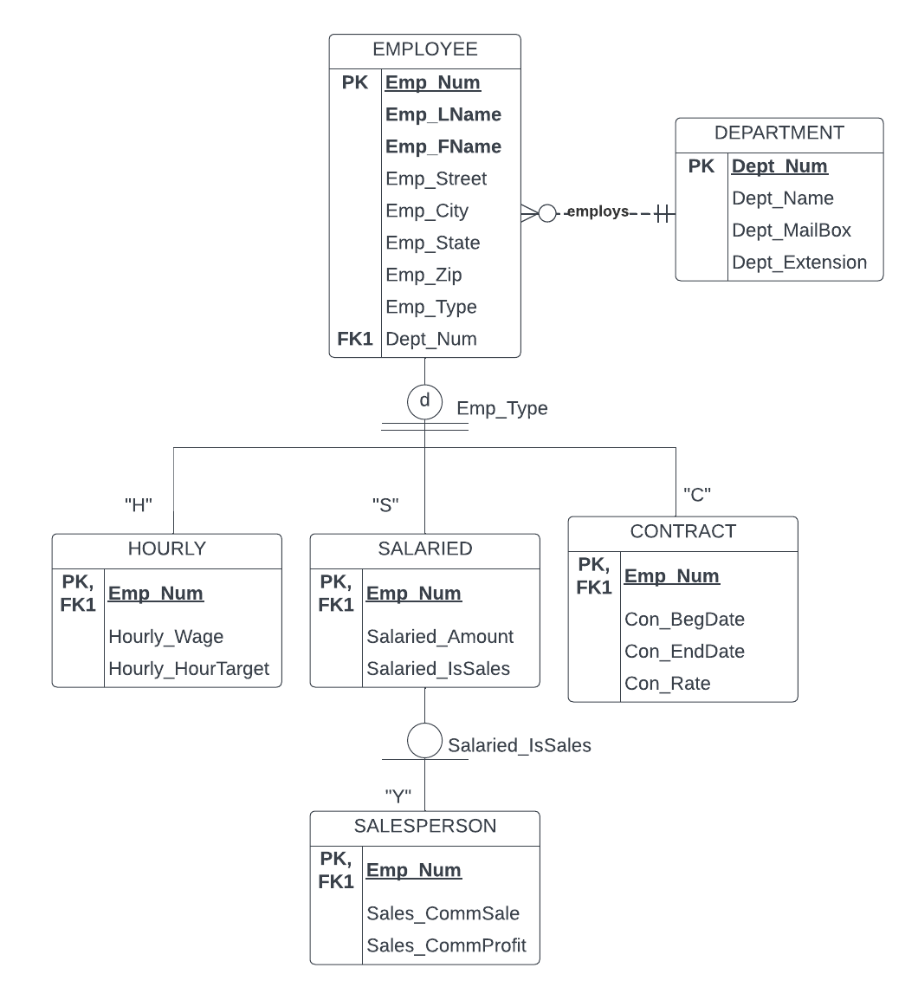 EMPLOYEE
PK Emp_Num
Emp_LName
Emp_FName
Emp_Street
Emp_City
Emp_State
Emp_Zip
Emp_Type
FK1 Dept_Num
employs
DEPARTMENT
PK Dept_Num
Dept_Name
Dept_MailBox
Dept_Extension
d
Emp_Type
"H"
"S"
"C"
HOURLY
PK,
FK1 Emp_Num
Hourly_Wage
Hourly_HourTarget
SALARIED
PK,
FK1 Emp_Num
Salaried_Amount
Salaried_IsSales
CONTRACT
PK,
FK1 Emp_Num
Con_BegDate
Con_EndDate
Con_Rate
Salaried_IsSales
"Y"
SALESPERSON
PK,
FK1 Emp_Num
Sales_CommSale
Sales_CommProfit